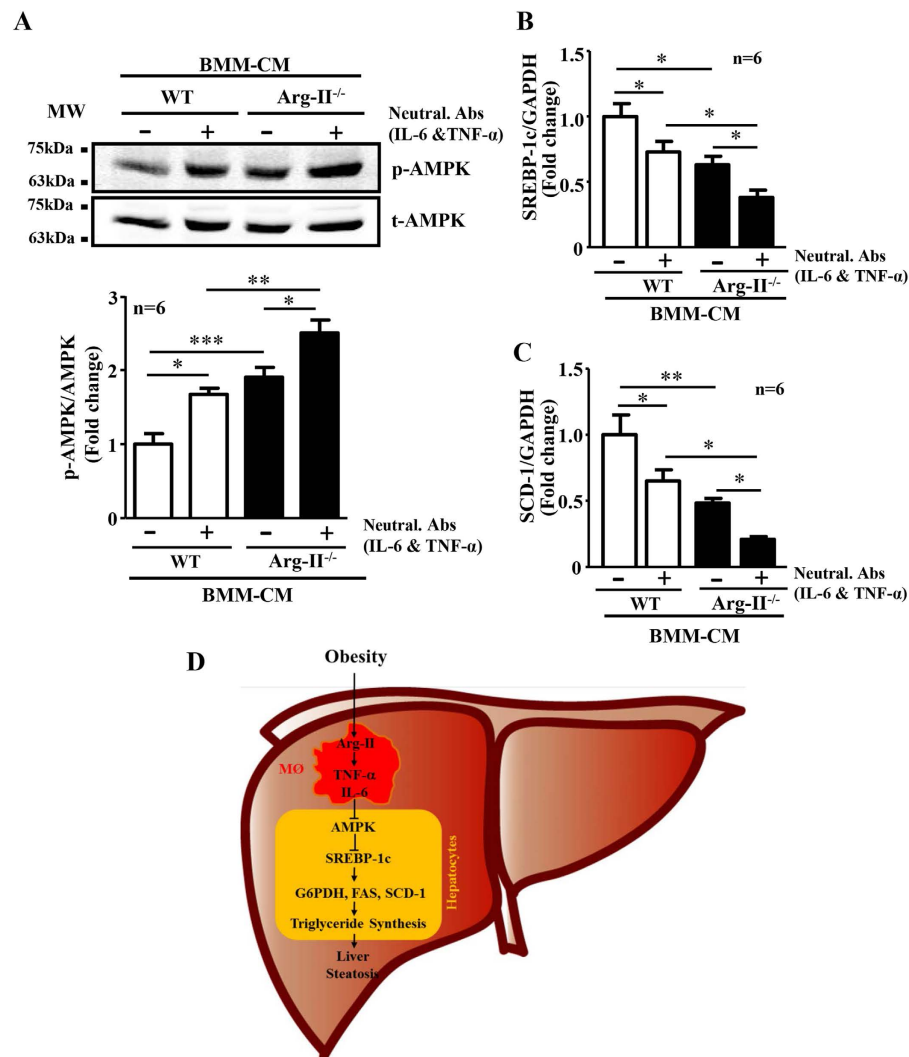 A
BMM-CM
WT Arg-II-/-
MW
Neutral. Abs
(IL-6 &TNF-α)
– + – +
75kDa
63kDa
p-AMPK
75kDa
63kDa
t-AMPK
n=6
**
*
***
*
p-AMPK/AMPK
(Fold change)
3
2
1
0
– + – +
Neutral. Abs
(IL-6 & TNF-α)
WT Arg-II-/-
BMM-CM
B
n=6
*
*
*
*
SREBP-1c/GAPDH
(Fold change)
1.5
1.0
0.5
0
– + – +
Neutral. Abs
(IL-6 & TNF-α)
WT Arg-II-/-
BMM-CM
C
n=6
**
*
*
*
SCD-1/GAPDH
(Fold change)
1.5
1.0
0.5
0
– + – +
Neutral. Abs
(IL-6 & TNF-α)
WT Arg-II-/-
BMM-CM
D
Obesity
Arg-II
MØ
TNF-α
IL-6
AMPK
SREBP-1c
G6PDH, FAS, SCD-1
Triglyceride Synthesis
Hepatocytes
Liver
Steatosis